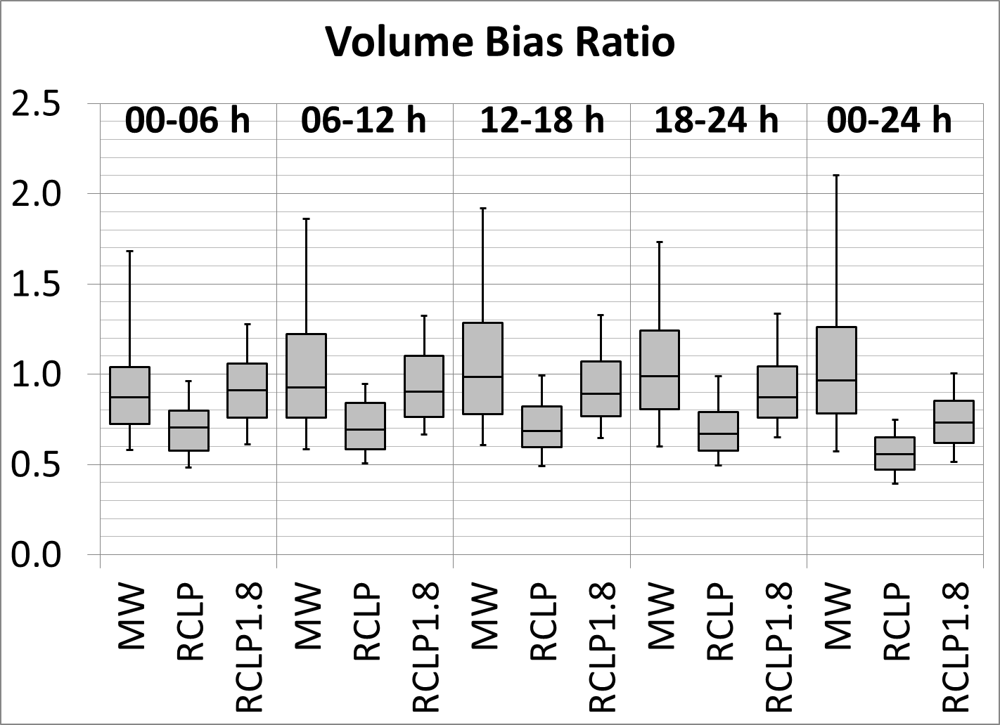 Volume Bias Ratio
2.5
00-06 h 06-12 h 12-18 h 18-24 h 00-24 h
2.0
1.5
1.0
0.5
0.0
MW RCLP RCLP1.8 MW RCLP RCLP1.8 MW RCLP RCLP1.8 MW RCLP RCLP1.8 MW RCLP RCLP1.8